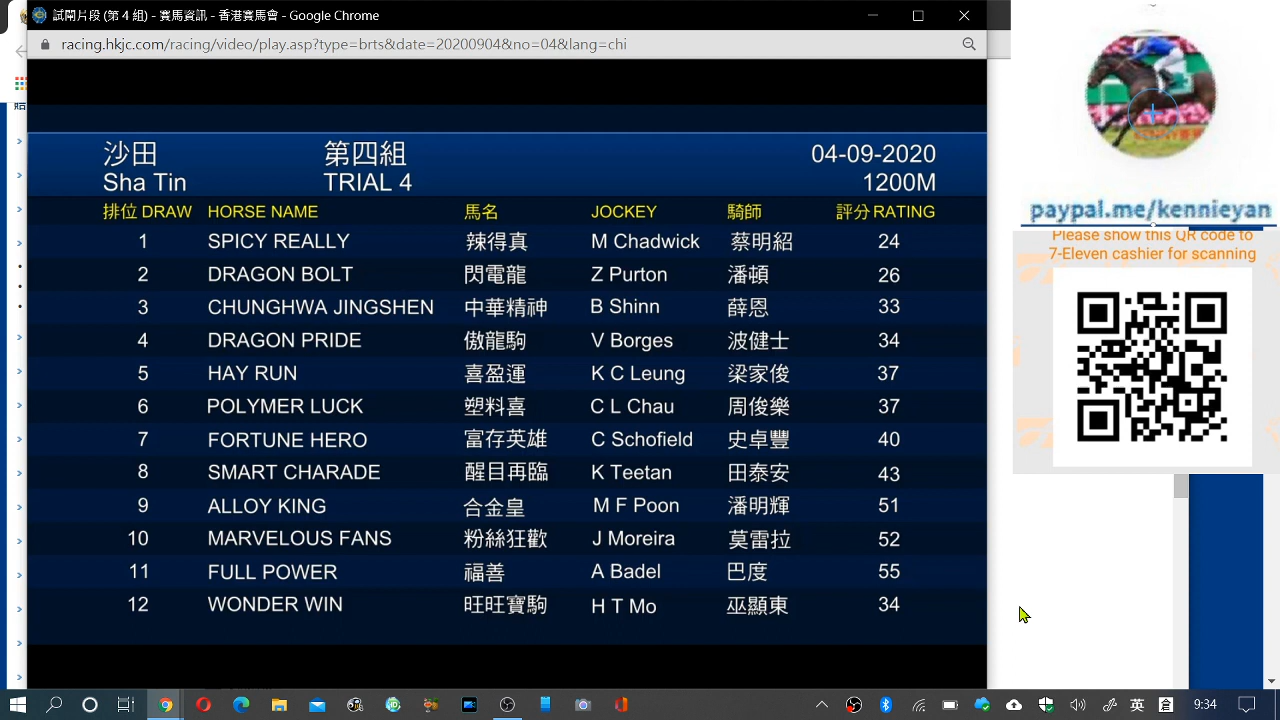 試閘片段 (第 4 組) - 賽馬資訊 - 香港賽馬會 - Google Chrome
racing.hkjc.com/racing/video/play.asp?type=brts&date=20200904&no=04&lang=chi
沙田 第四組 04-09-2020
Sha Tin TRIAL 4 1200M
排位 DRAW HORSE NAME 馬名 JOCKEY 騎師 評分 RATING
1 SPICY REALLY 辣得真 M Chadwick 蔡明紹 24
2 DRAGON BOLT 閃電龍 Z Purton 潘頓 26
3 CHUNGHWA JINGSHEN 中華精神 B Shinn 薛恩 33
4 DRAGON PRIDE 傲龍駒 V Borges 波健士 34
5 HAY RUN 喜盈運 K C Leung 梁家俊 37
6 POLYMER LUCK 塑料喜 C L Chau 周俊樂 37
7 FORTUNE HERO 富存英雄 C Schofield 史卓豐 40
8 SMART CHARADE 醒目再臨 K Teetan 田泰安 43
9 ALLOY KING 合金皇 M F Poon 潘明輝 51
10 MARVELOUS FANS 粉絲狂歡 J Moreira 莫雷拉 52
11 FULL POWER 福善 A Badel 巴度 55
12 WONDER WIN 旺旺寶駒 H T Mo 巫顯東 34
paypal.me/kennieyan
Please show this QR code to
7-Eleven cashier for scanning
英 9:34